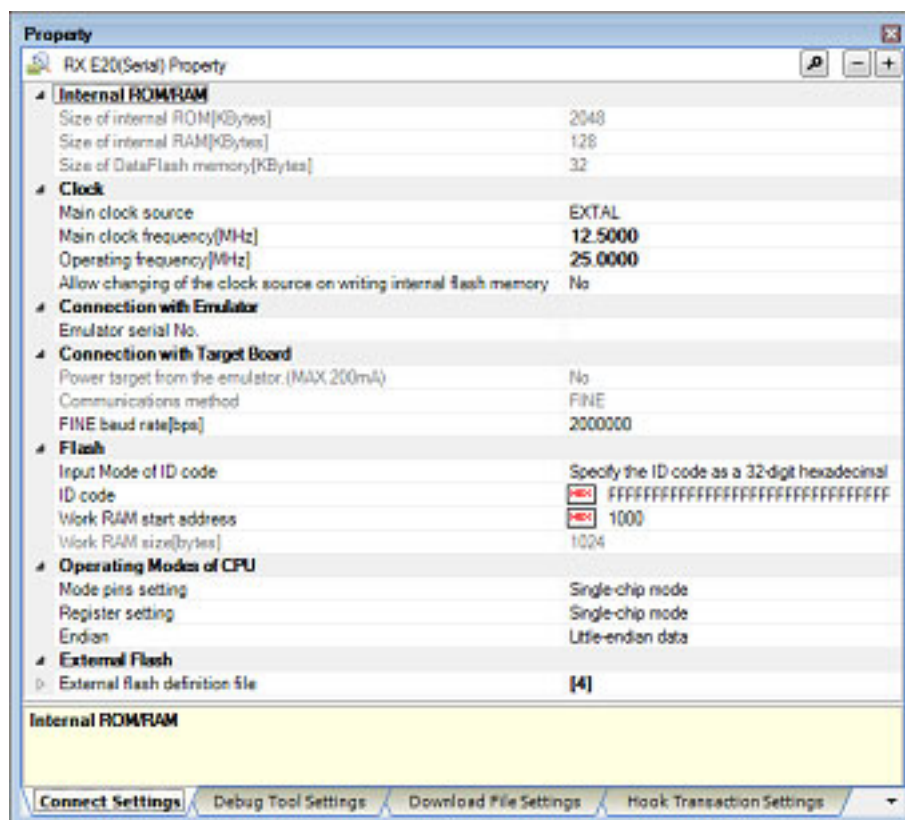 Property
RX E20(Serial) Property
Internal ROM/RAM
Size of internal ROM[KBytes] 2048
Size of internal RAM[KBytes] 128
Size of DataFlash memory[KBytes] 32
Clock
Main clock source EXTAL
Main clock frequency[MHz] 12.5000
Operating frequency[MHz] 25.0000
Allow changing of the clock source on writing internal flash memory No
Connection with Emulator
Emulator serial No.
Connection with Target Board
Power target from the emulator.(MAX 200mA) No
Communications method FINE
FINE baud rate[bps] 2000000
Flash
Input Mode of ID code Specify the ID code as a 32-digit hexadecimal
ID code HEX FFFFFFFFFFFFFFFFFFFFFFFFFFFFFFFF
Work RAM start address HEX 1000
Work RAM size[bytes] 1024
Operating Modes of CPU
Mode pins setting Single-chip mode
Register setting Single-chip mode
Endian Little-endian data
External Flash
External flash definition file [4]
Internal ROM/RAM
Connect Settings Debug Tool Settings Download File Settings Hook Transaction Settings